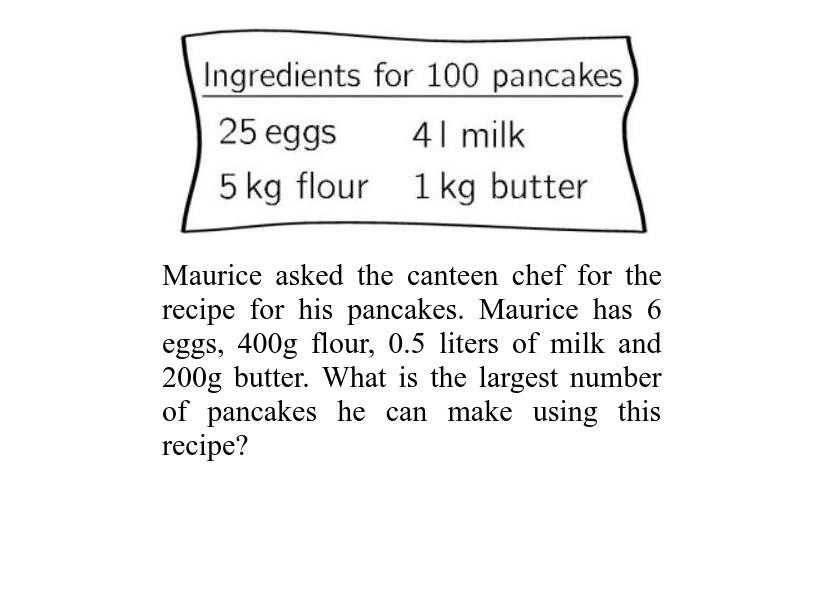 Ingredients for 100 pancakes
25 eggs 4 l milk
5 kg flour 1 kg butter
Maurice asked the canteen chef for the
recipe for his pancakes. Maurice has 6
eggs, 400g flour, 0.5 liters of milk and
200g butter. What is the largest number
of pancakes he can make using this
recipe?